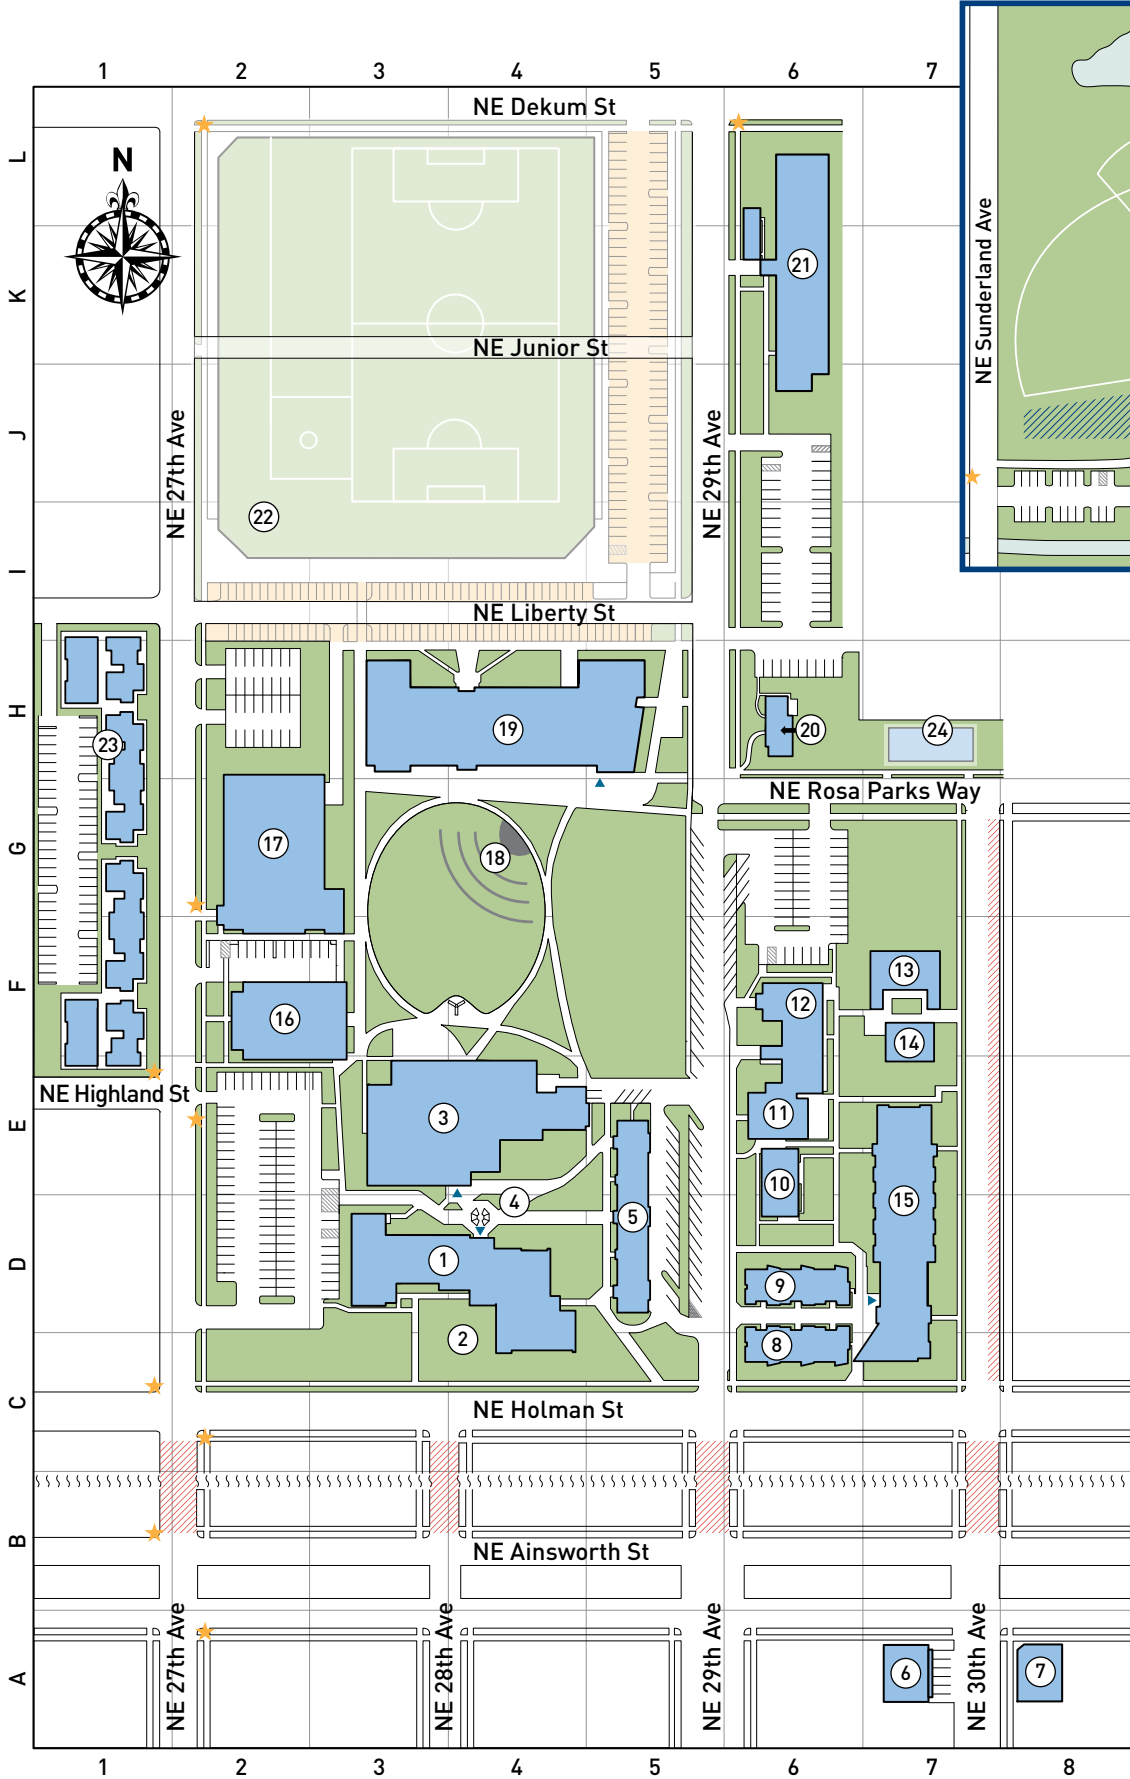 1 2 3 4 5 6 7
NE Dekum St
L
N
21
K
NE Sunderland Ave
NE Junior St
J
NE 27th Ave
NE 29th Ave
22
I
NE Liberty St
H
23
19
20
24
NE Rosa Parks Way
G
17
18
F
13
12
16
14
NE Highland St
E
3
11
10
4
15
5
D
1
9
2
8
C
NE Holman St
B
NE Ainsworth St
NE 27th Ave
NE 28th Ave
NE 29th Ave
NE 30th Ave
A
6
7
1 2 3 4 5 6 7 8